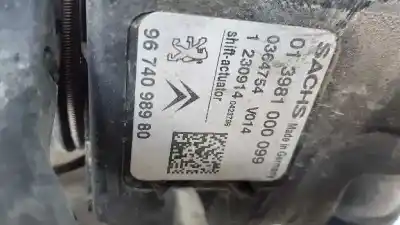 SACHS Made in Germany
01 3981 000 099
0364754 V014
1 230914
Shift-actuator
96 740 989 80